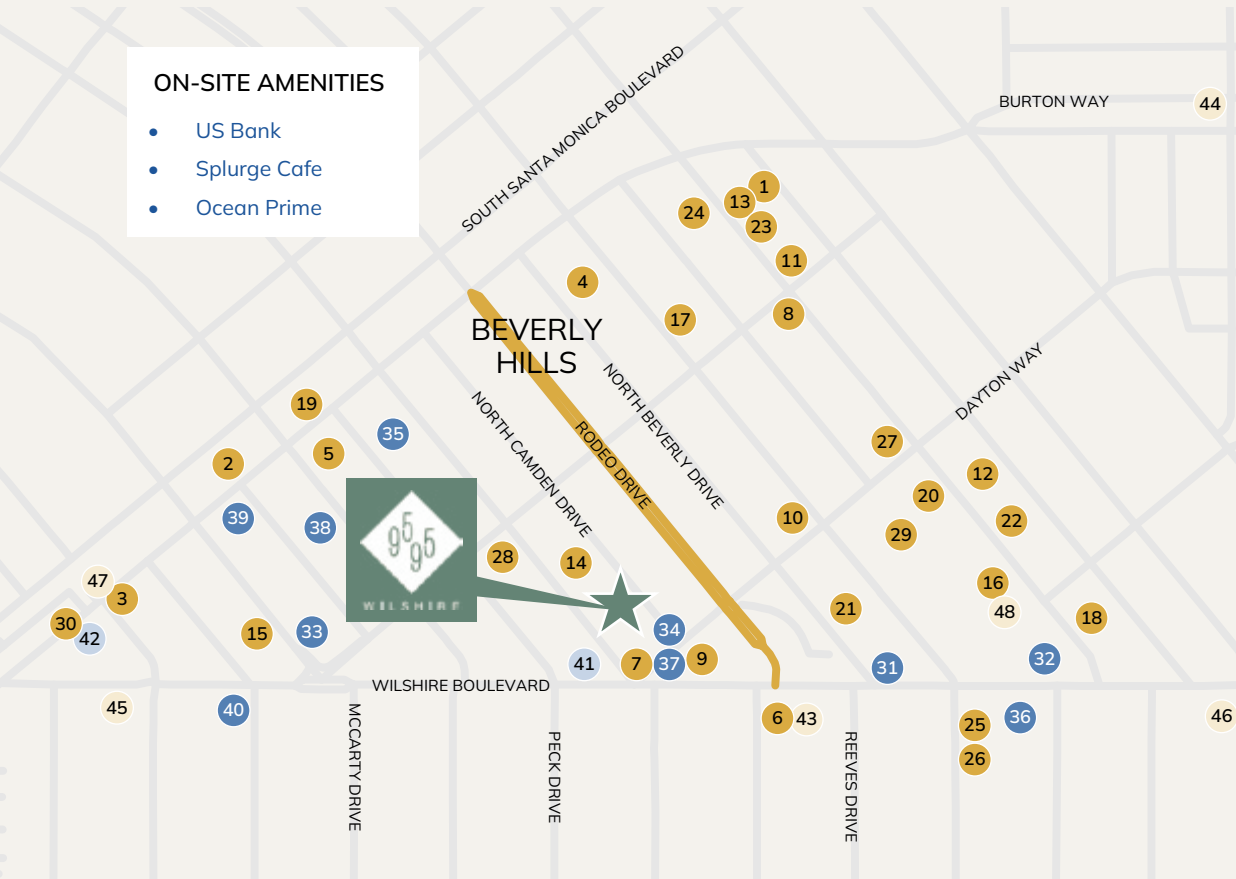 ON-SITE AMENITIES
• US Bank
• Splurge Cafe
• Ocean Prime
SOUTH SANTA MONICA BOULEVARD
BURTON WAY
44
1
13
24
23
11
4
8
17
BEVERLY
HILLS
NORTH BEVERLY DRIVE
DAYTON WAY
NORTH CAMDEN DRIVE
RODEO DRIVE
19
35
5
2
27
12
20
39
38
10
22
29
9595
WILSHIRE
28
14
47
3
16
48
21
18
30
42
15
33
34
41
7
37
9
31
32
WILSHIRE BOULEVARD
45
40
6
43
25
36
46
26
MCCARTY DRIVE
PECK DRIVE
REEVES DRIVE